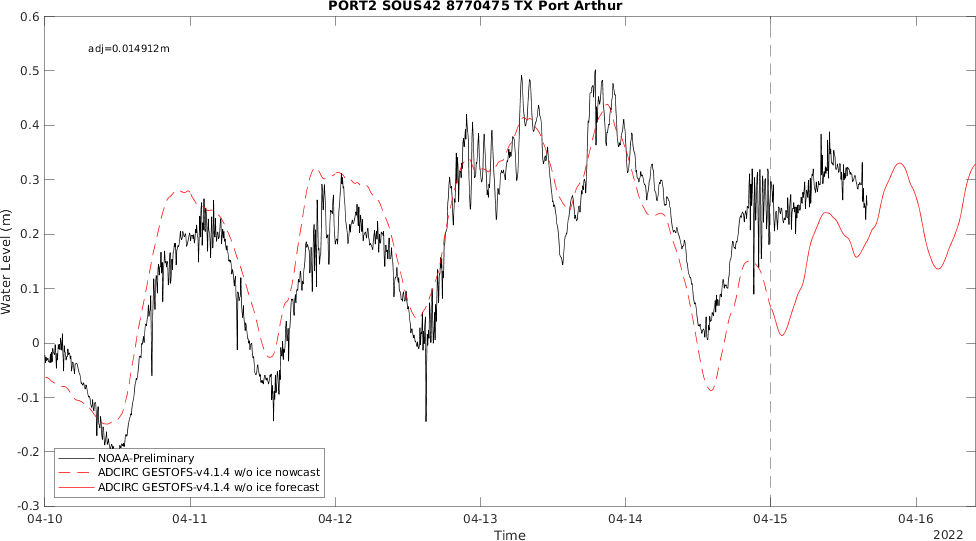 PORT2 SOUS42 8770475 TX Port Arthur
adj=0.014912m
0.6
0.5
0.4
0.3
0.2
0.1
0
-0.1
-0.2
-0.3
Water Level (m)
NOAA-Preliminary
ADCIRC GESTOFS-v4.1.4 w/o ice nowcast
ADCIRC GESTOFS-v4.1.4 w/o ice forecast
04-10 04-11 04-12 04-13 04-14 04-15 04-16
Time
2022